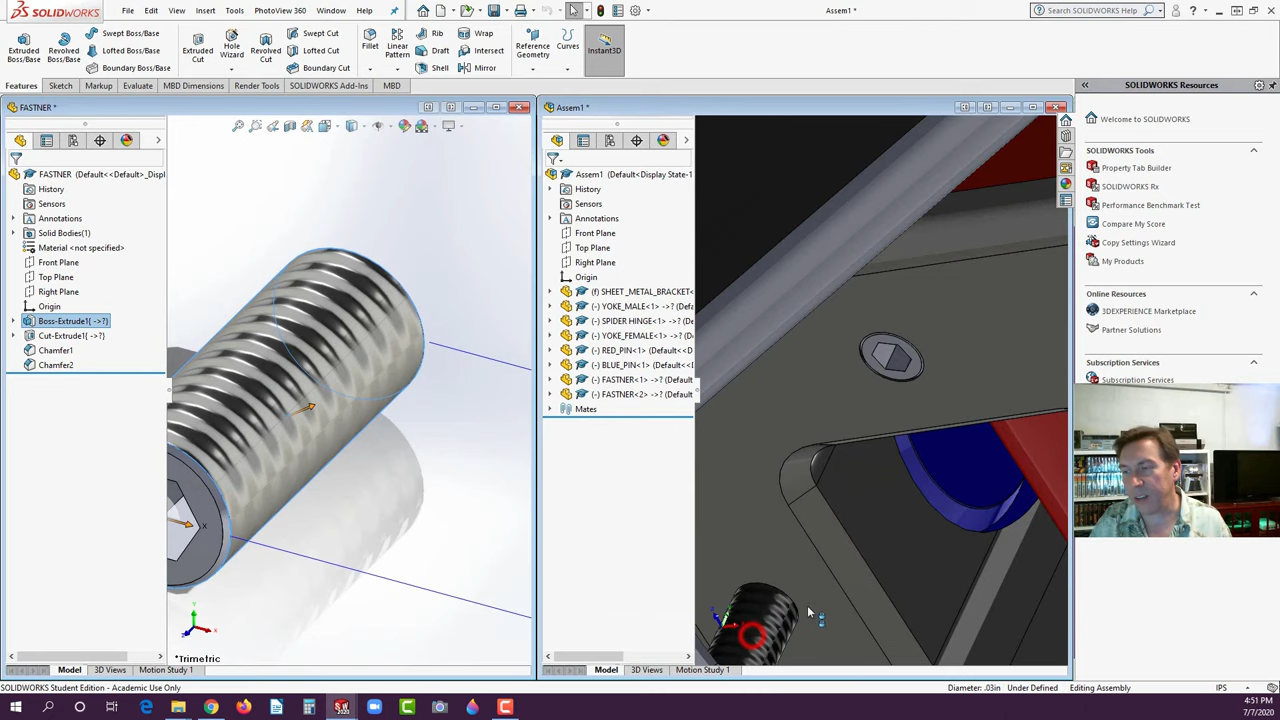 SOLIDWORKS
File Edit View Insert Tools PhotoView 360 Window Help
Assem1 *
Search SOLIDWORKS Help
Extruded Boss/Base
Revolved Boss/Base
Swept Boss/Base
Lofted Boss/Base
Boundary Boss/Base
Extruded Cut
Hole Wizard
Revolved Cut
Swept Cut
Lofted Cut
Boundary Cut
Fillet
Linear Pattern
Rib
Draft
Shell
Wrap
Intersect
Mirror
Reference Geometry
Curves
Instant3D
Features Sketch Markup Evaluate MBD Dimensions Render Tools SOLIDWORKS Add-Ins MBD
SOLIDWORKS Resources
FASTNER *
FASTNER (Default<<Default>_Displ
History
Sensors
Annotations
Solid Bodies(1)
Material <not specified>
Front Plane
Top Plane
Right Plane
Origin
Boss-Extrude1{ ->?}
Cut-Extrude1{ ->?}
Chamfer1
Chamfer2
X
Y
X
Z
*Trimetric
Model 3D Views Motion Study 1
Assem1 *
Assem1 (Default<Display State-1
History
Sensors
Annotations
Front Plane
Top Plane
Right Plane
Origin
(f) SHEET_METAL_BRACKET<
(-) YOKE_MALE<1> ->? (Def
(-) SPIDER HINGE<1> ->? (D
(-) YOKE_FEMALE<1> ->? (D
(-) RED_PIN<1> ->? (Default<<D
(-) BLUE_PIN<1> (Default<<
(-) FASTNER<1> ->? (Default
(-) FASTNER<2> ->? (Default
Mates
Model 3D Views Motion Study 1
Welcome to SOLIDWORKS
SOLIDWORKS Tools
Property Tab Builder
SOLIDWORKS Rx
Performance Benchmark Test
Compare My Score
Copy Settings Wizard
My Products
Online Resources
3DEXPERIENCE Marketplace
Partner Solutions
Subscription Services
SOLIDWORKS Student Edition - Academic Use Only
Diameter: .03in Under Defined Editing Assembly IPS
4:51 PM
7/7/2020